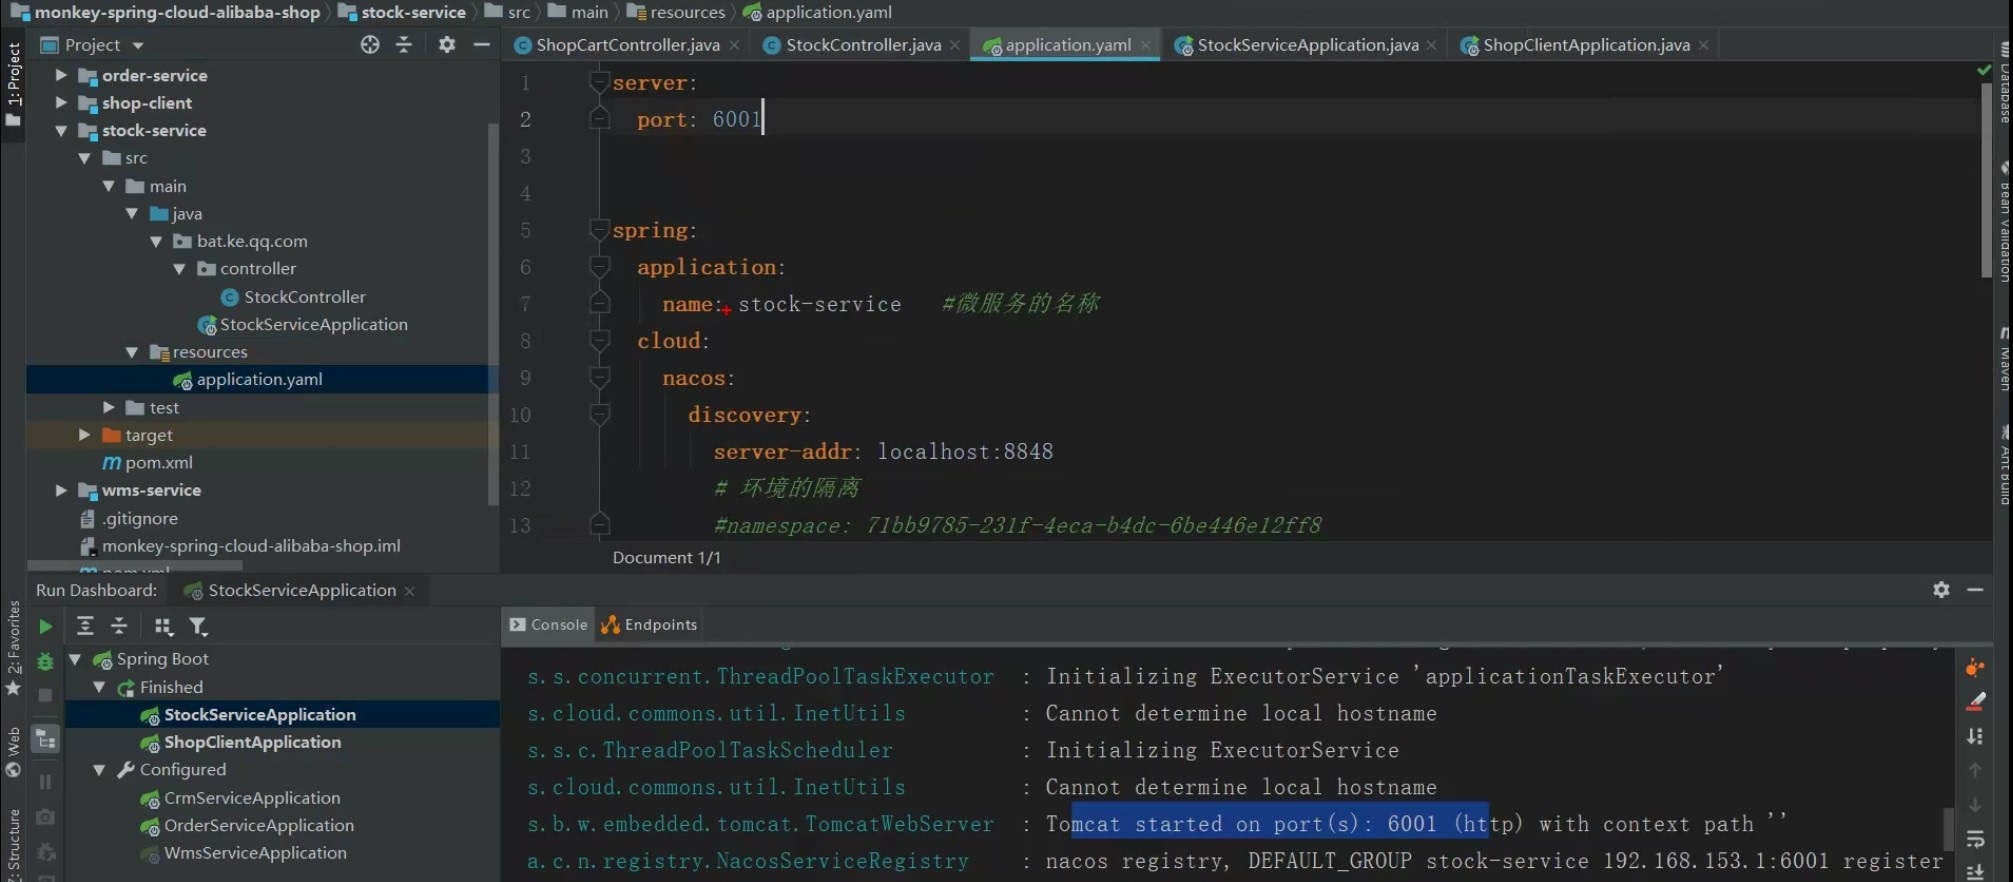 monkey-spring-cloud-alibaba-shop
stock-service
src
main
resources
application.yaml
1: Project
Project
ShopCartController.java
StockController.java
application.yaml
StockServiceApplication.java
ShopClientApplication.java
order-service
shop-client
stock-service
src
main
java
bat.ke.qq.com
controller
StockController
StockServiceApplication
resources
application.yaml
test
target
pom.xml
wms-service
.gitignore
monkey-spring-cloud-alibaba-shop.iml
1 server:
2 port: 6001
3
4
5 spring:
6 application:
7 name: stock-service #微服务的名称
8 cloud:
9 nacos:
10 discovery:
11 server-addr: localhost:8848
12 # 环境的隔离
13 #namespace: 71bb9785-231f-4eca-b4dc-6be446e12ff8
Document 1/1
Database
Bean Validation
Maven
Ant Build
Run Dashboard:
StockServiceApplication
2: Favorites
Web
Z: Structure
Spring Boot
Finished
StockServiceApplication
ShopClientApplication
Configured
CrmServiceApplication
OrderServiceApplication
WmsServiceApplication
Console
Endpoints
s.s.concurrent.ThreadPoolTaskExecutor : Initializing ExecutorService 'applicationTaskExecutor'
s.cloud.commons.util.InetUtils : Cannot determine local hostname
s.s.c.ThreadPoolTaskScheduler : Initializing ExecutorService
s.cloud.commons.util.InetUtils : Cannot determine local hostname
s.b.w.embedded.tomcat.TomcatWebServer : Tomcat started on port(s): 6001 (http) with context path ''
a.c.n.registry.NacosServiceRegistry : nacos registry, DEFAULT_GROUP stock-service 192.168.153.1:6001 register